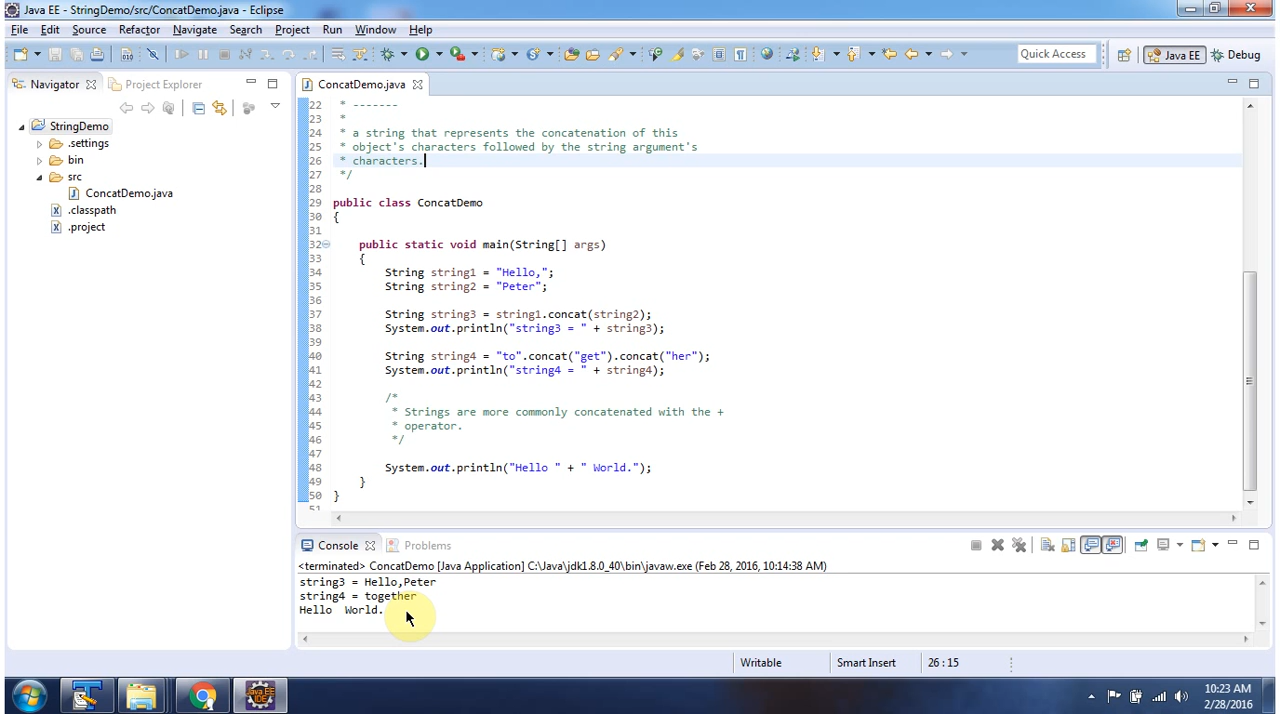 Java EE - StringDemo/src/ConcatDemo.java - Eclipse
File Edit Source Refactor Navigate Search Project Run Window Help
Quick Access Java EE Debug
Navigator Project Explorer
StringDemo
.settings
bin
src
ConcatDemo.java
.classpath
.project
ConcatDemo.java
22 * -------
23 *
24 * a string that represents the concatenation of this
25 * object's characters followed by the string argument's
26 * characters.
27 */
28
29 public class ConcatDemo
30 {
31
32 public static void main(String[] args)
33 {
34 String string1 = "Hello,";
35 String string2 = "Peter";
36
37 String string3 = string1.concat(string2);
38 System.out.println("string3 = " + string3);
39
40 String string4 = "to".concat("get").concat("her");
41 System.out.println("string4 = " + string4);
42
43 /*
44 * Strings are more commonly concatenated with the +
45 * operator.
46 */
47
48 System.out.println("Hello " + " World.");
49 }
50 }
51
Console Problems
<terminated> ConcatDemo [Java Application] C:\Java\jdk1.8.0_40\bin\javaw.exe (Feb 28, 2016, 10:14:38 AM)
string3 = Hello,Peter
string4 = together
Hello  World.
Writable Smart Insert 26 : 15
Java EE IDE
10:23 AM
2/28/2016